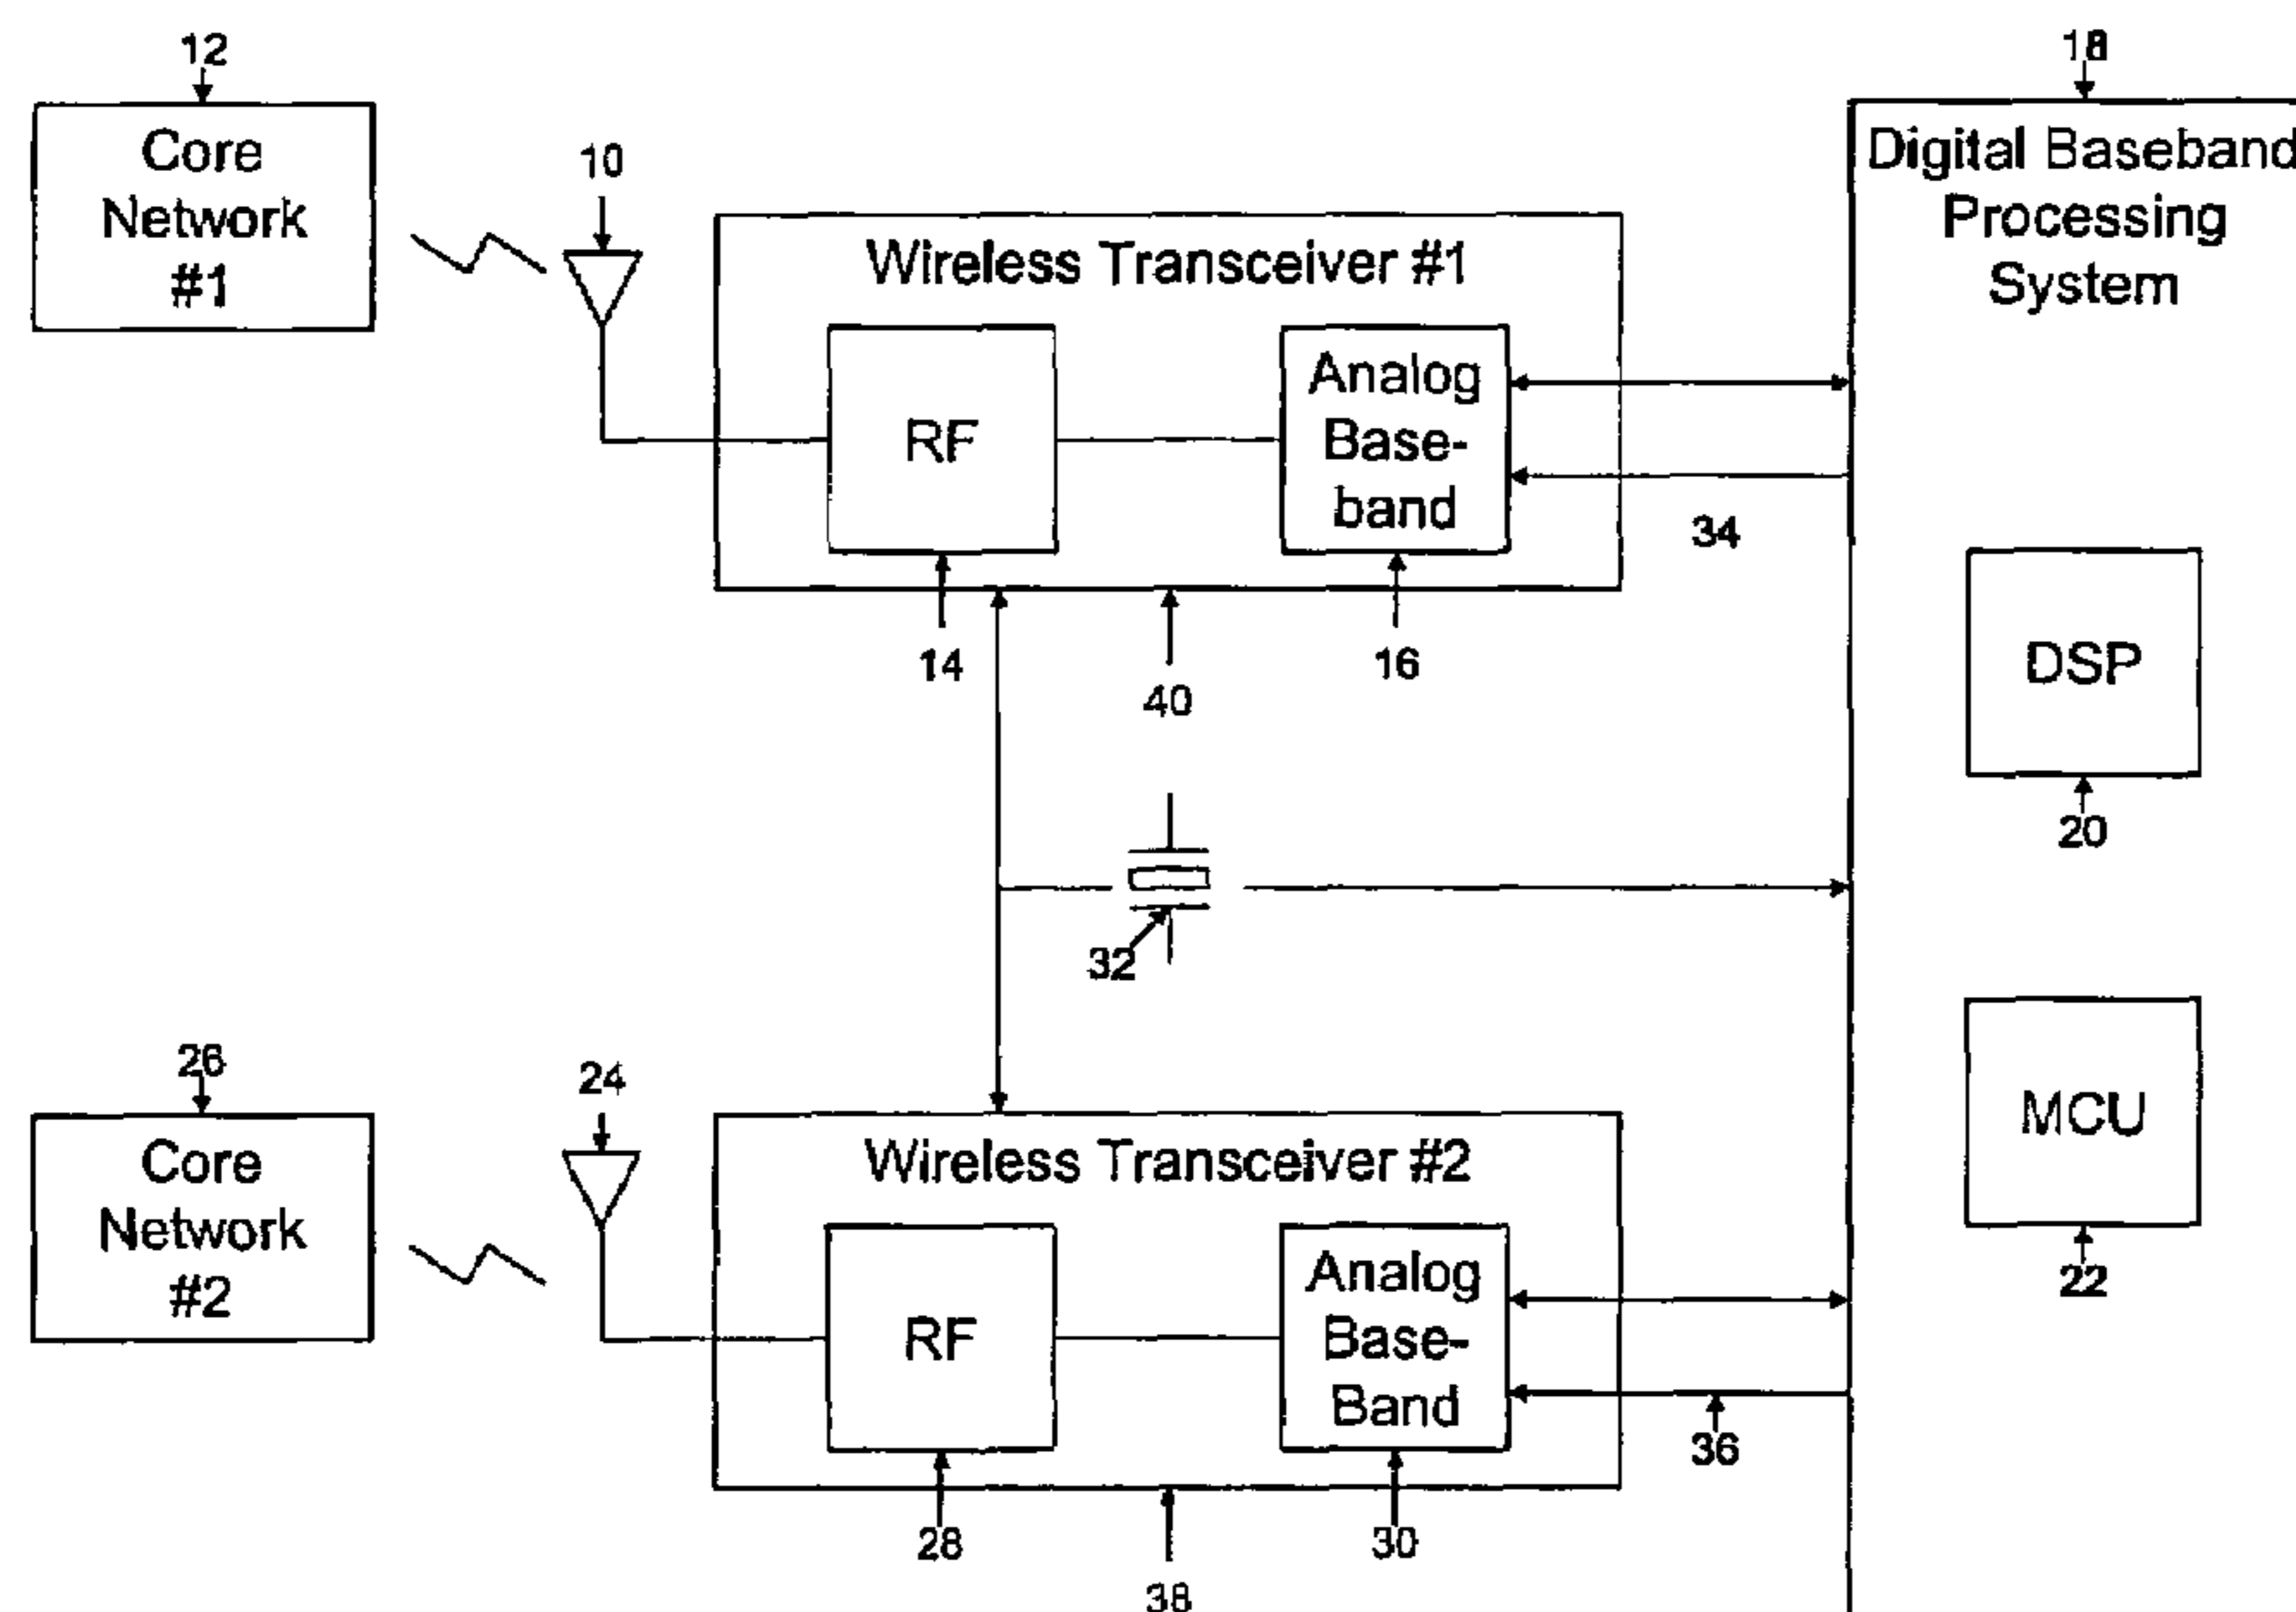 12
Core
Network
#1
10
Wireless Transceiver #1
RF
Analog
Base-
band
14
40
16
34
18
Digital Baseband
Processing
System
DSP
20
32
MCU
22
26
Core
Network
#2
24
Wireless Transceiver #2
RF
Analog
Base-
Band
28
38
30
36